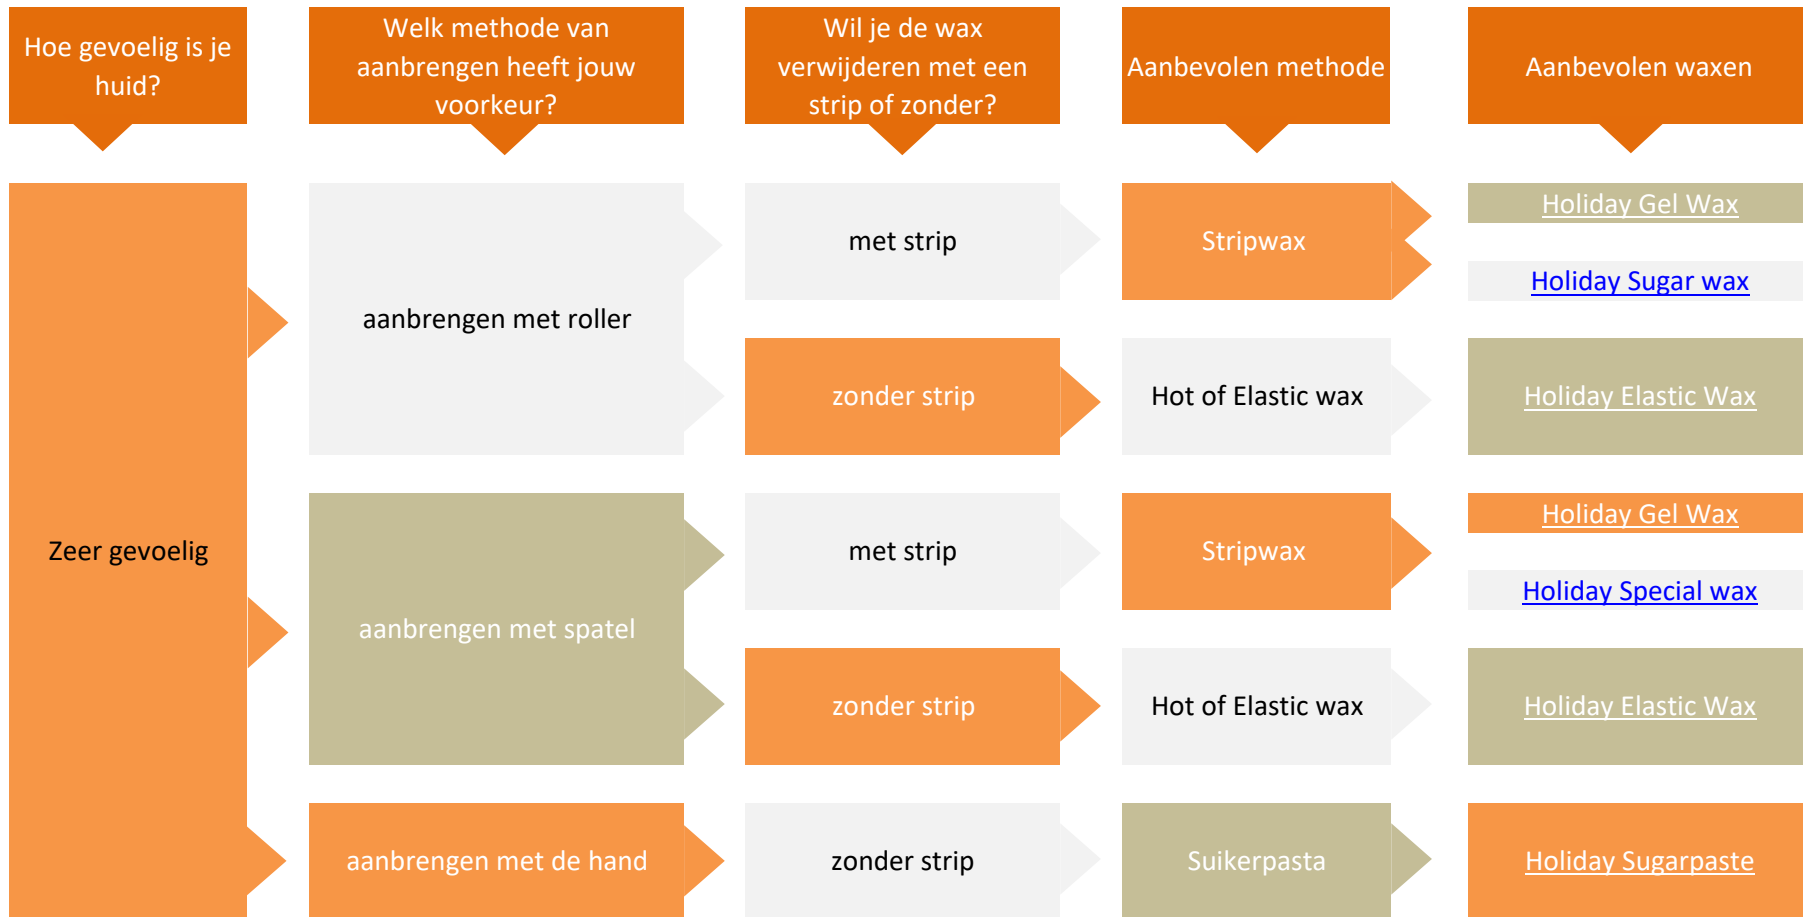 Hoe gevoelig is je
huid?
Welk methode van
aanbrengen heeft jouw
voorkeur?
Wil je de wax
verwijderen met een
strip of zonder?
Aanbevolen methode
Aanbevolen waxen
Zeer gevoelig
aanbrengen met roller
met strip
Stripwax
Holiday Gel Wax
Holiday Sugar wax
zonder strip
Hot of Elastic wax
Holiday Elastic Wax
aanbrengen met spatel
met strip
Stripwax
Holiday Gel Wax
Holiday Special wax
zonder strip
Hot of Elastic wax
Holiday Elastic Wax
aanbrengen met de hand
zonder strip
Suikerpasta
Holiday Sugarpaste